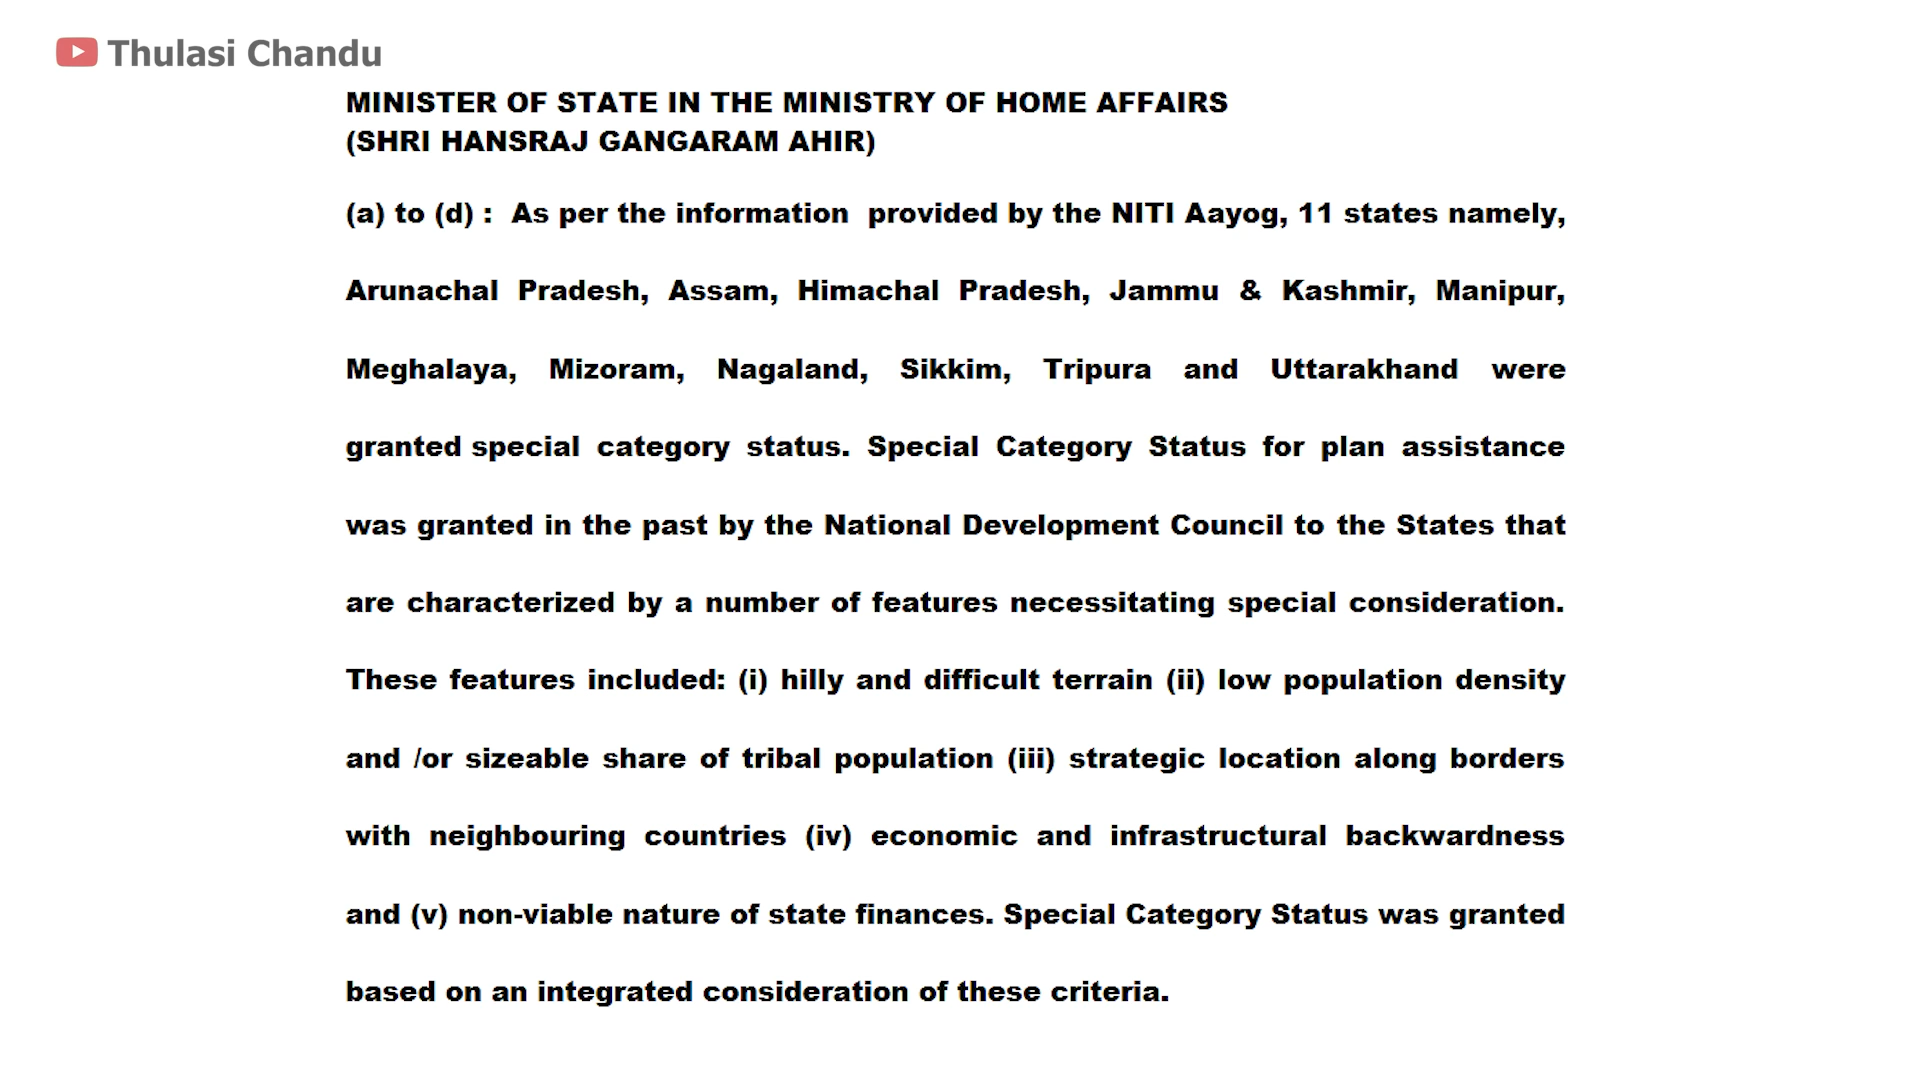 Thulasi Chandu
MINISTER OF STATE IN THE MINISTRY OF HOME AFFAIRS
(SHRI HANSRAJ GANGARAM AHIR)
(a) to (d) : As per the information provided by the NITI Aayog, 11 states namely,
Arunachal Pradesh, Assam, Himachal Pradesh, Jammu & Kashmir, Manipur,
Meghalaya, Mizoram, Nagaland, Sikkim, Tripura and Uttarakhand were
granted special category status. Special Category Status for plan assistance
was granted in the past by the National Development Council to the States that
are characterized by a number of features necessitating special consideration.
These features included: (i) hilly and difficult terrain (ii) low population density
and /or sizeable share of tribal population (iii) strategic location along borders
with neighbouring countries (iv) economic and infrastructural backwardness
and (v) non-viable nature of state finances. Special Category Status was granted
based on an integrated consideration of these criteria.